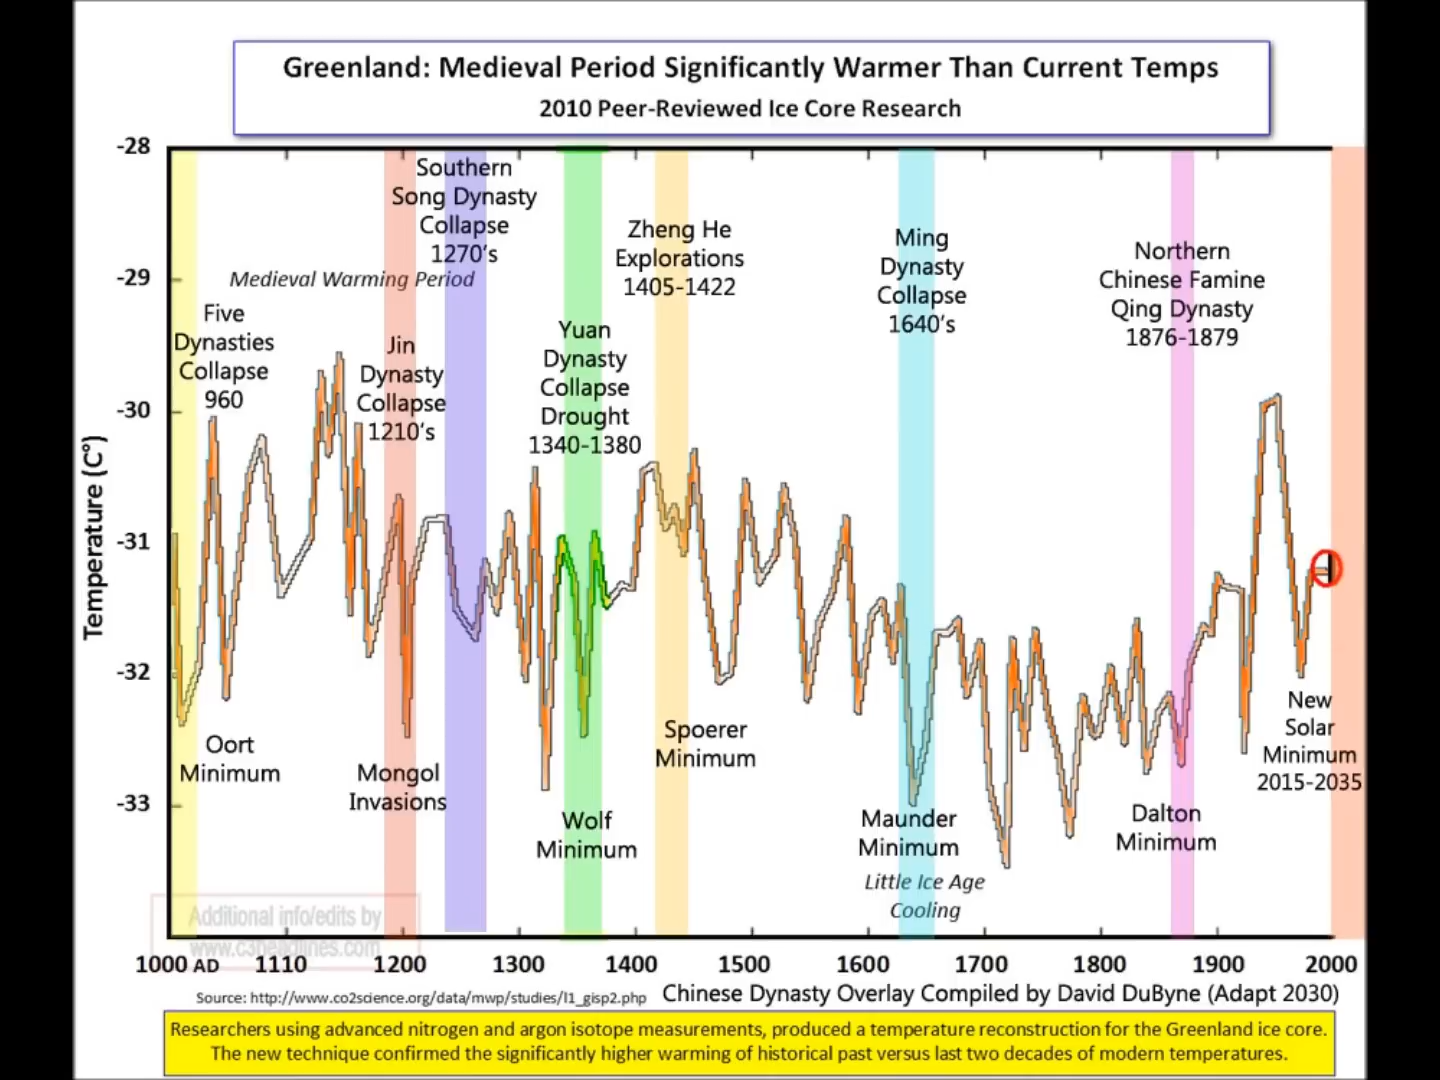 Greenland: Medieval Period Significantly Warmer Than Current Temps
2010 Peer-Reviewed Ice Core Research
-28
-29
-30
-31
-32
-33
Temperature (C°)
Southern
Song Dynasty
Collapse
1270's
Medieval Warming Period
Five
Dynasties
Collapse
960
Jin
Dynasty
Collapse
1210's
Yuan
Dynasty
Collapse
Drought
1340-1380
Zheng He
Explorations
1405-1422
Ming
Dynasty
Collapse
1640's
Northern
Chinese Famine
Qing Dynasty
1876-1879
Oort
Minimum
Mongol
Invasions
Wolf
Minimum
Spoerer
Minimum
Maunder
Minimum
Little Ice Age
Cooling
Dalton
Minimum
New
Solar
Minimum
2015-2035
Additional info/edits by
www.c3headlines.com
1000 AD 1110 1200 1300 1400 1500 1600 1700 1800 1900 2000
Source: http://www.co2science.org/data/mwp/studies/l1_gisp2.php
Chinese Dynasty Overlay Compiled by David DuByne (Adapt 2030)
Researchers using advanced nitrogen and argon isotope measurements, produced a temperature reconstruction for the Greenland ice core.
The new technique confirmed the significantly higher warming of historical past versus last two decades of modern temperatures.